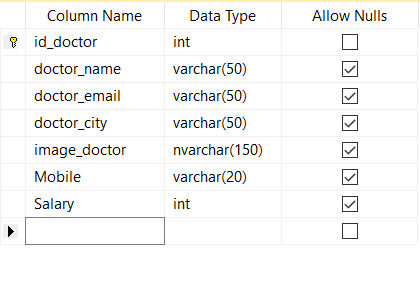 Column Name Data Type Allow Nulls
id_doctor int
doctor_name varchar(50)
doctor_email varchar(50)
doctor_city varchar(50)
image_doctor nvarchar(150)
Mobile varchar(20)
Salary int